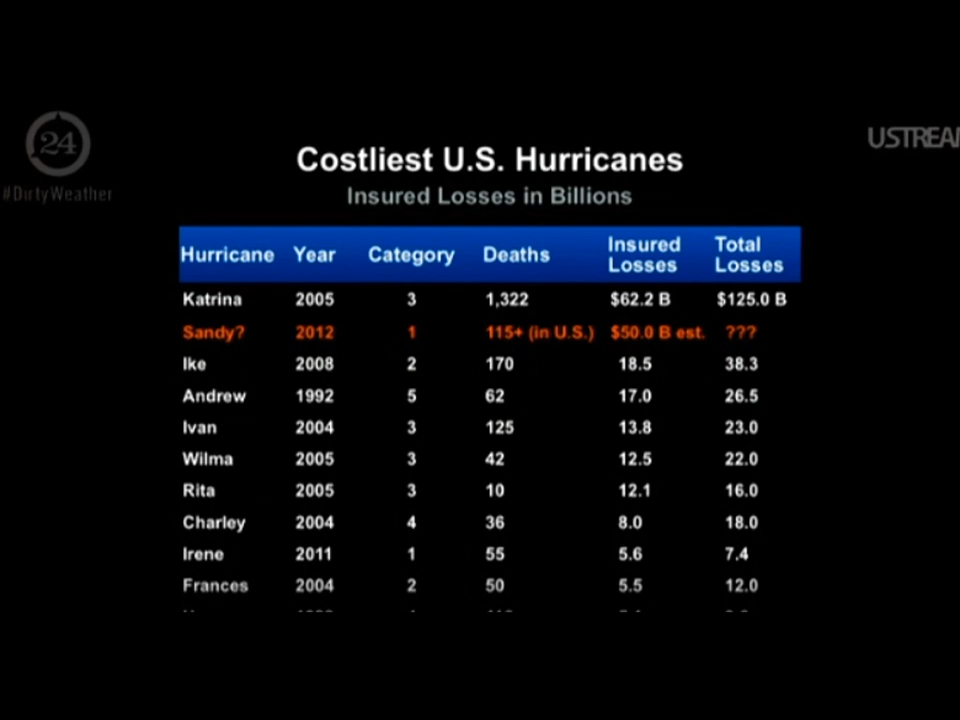 24
#DirtyWeather
USTREA
Costliest U.S. Hurricanes
Insured Losses in Billions
Hurricane Year Category Deaths Insured Losses Total Losses
Katrina 2005 3 1,322 $62.2 B $125.0 B
Sandy? 2012 1 115+ (in U.S.) $50.0 B est. ???
Ike 2008 2 170 18.5 38.3
Andrew 1992 5 62 17.0 26.5
Ivan 2004 3 125 13.8 23.0
Wilma 2005 3 42 12.5 22.0
Rita 2005 3 10 12.1 16.0
Charley 2004 4 36 8.0 18.0
Irene 2011 1 55 5.6 7.4
Frances 2004 2 50 5.5 12.0